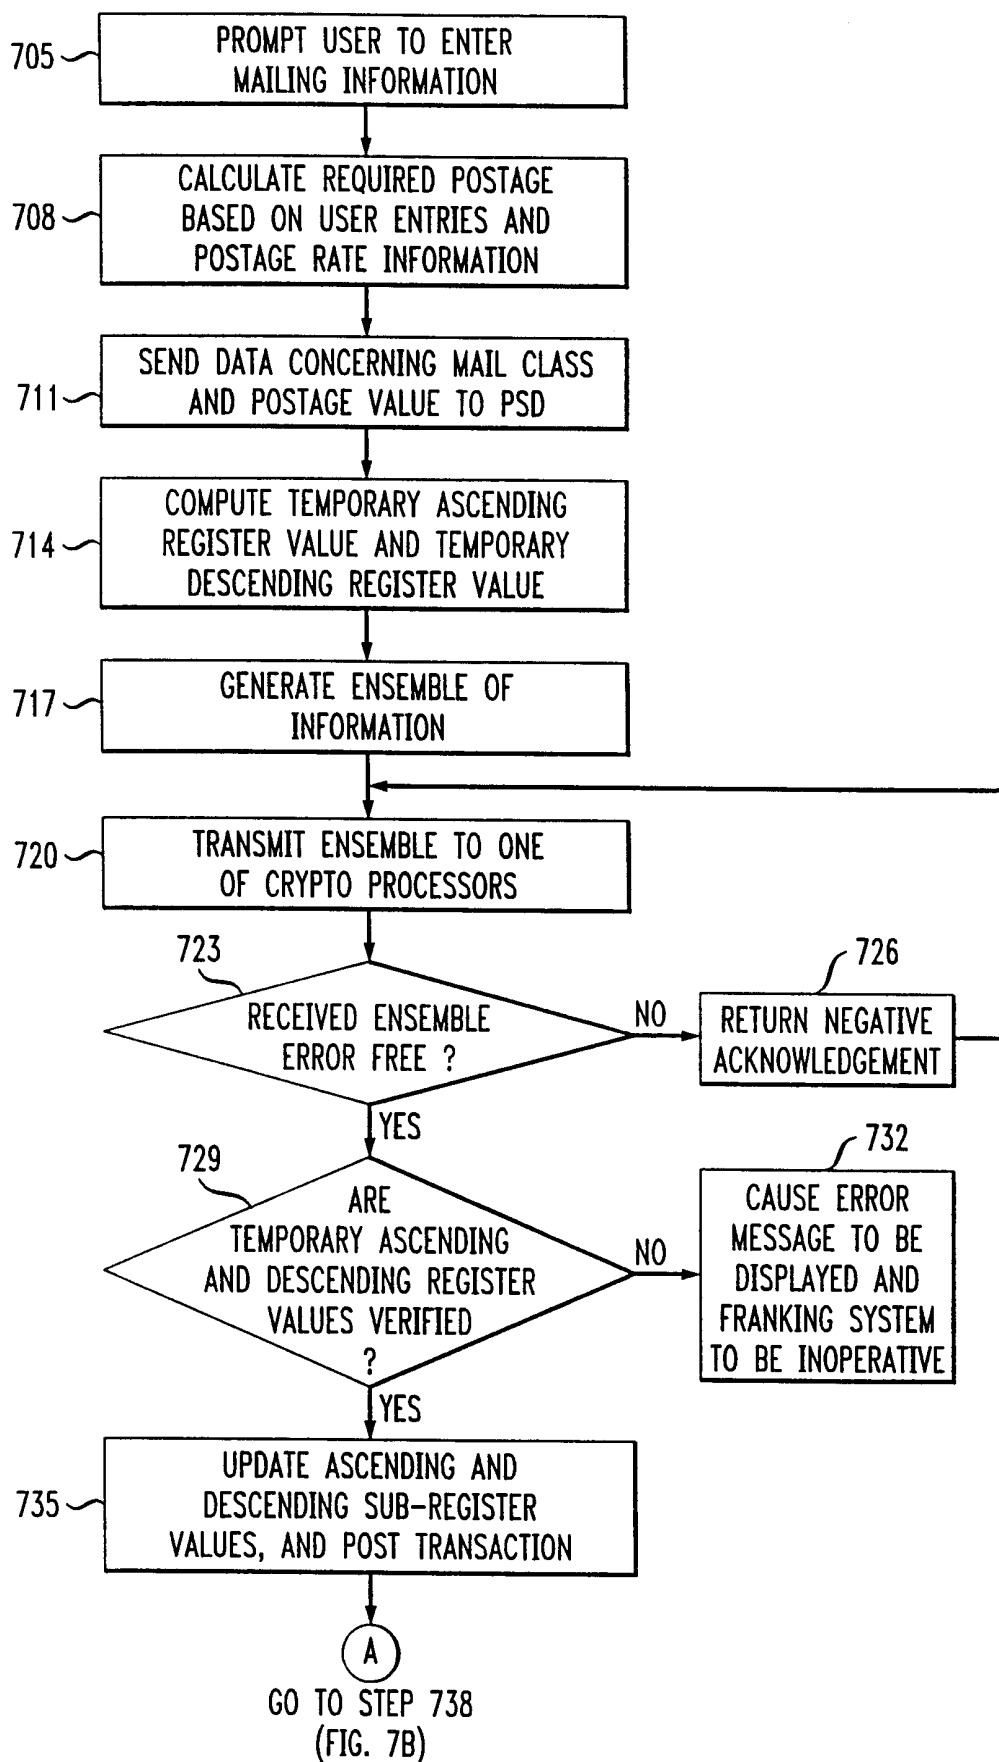 705
PROMPT USER TO ENTER
MAILING INFORMATION
708
CALCULATE REQUIRED POSTAGE
BASED ON USER ENTRIES AND
POSTAGE RATE INFORMATION
711
SEND DATA CONCERNING MAIL CLASS
AND POSTAGE VALUE TO PSD
714
COMPUTE TEMPORARY ASCENDING
REGISTER VALUE AND TEMPORARY
DESCENDING REGISTER VALUE
717
GENERATE ENSEMBLE OF
INFORMATION
720
TRANSMIT ENSEMBLE TO ONE
OF CRYPTO PROCESSORS
723
RECEIVED ENSEMBLE
ERROR FREE ?
NO
726
RETURN NEGATIVE
ACKNOWLEDGEMENT
YES
729
ARE
TEMPORARY ASCENDING
AND DESCENDING REGISTER
VALUES VERIFIED
?
NO
732
CAUSE ERROR
MESSAGE TO BE
DISPLAYED AND
FRANKING SYSTEM
TO BE INOPERATIVE
YES
735
UPDATE ASCENDING AND
DESCENDING SUB-REGISTER
VALUES, AND POST TRANSACTION
A
GO TO STEP 738
(FIG. 7B)